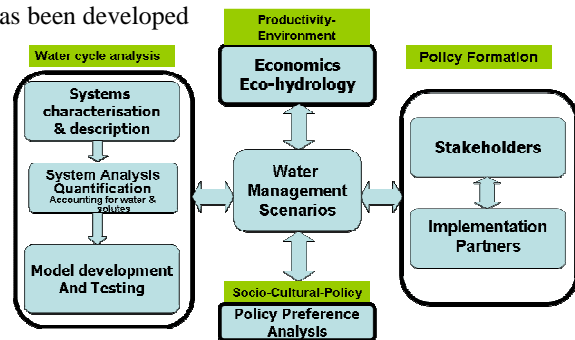 as been developed
Water cycle analysis
Systems
characterisation
& description
System Analysis
Quantification
Accounting for water &
solutes
Model development
And Testing
Productivity-
Environment
Economics
Eco-hydrology
Water
Management
Scenarios
Socio-Cultural-Policy
Policy Preference
Analysis
Policy Formation
Stakeholders
Implementation
Partners